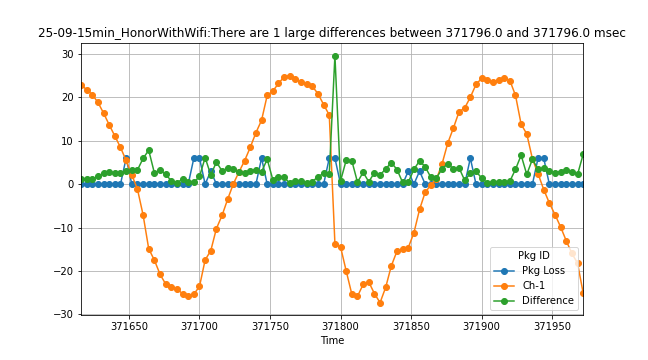 25-09-15min_HonorWithWifi:There are 1 large differences between 371796.0 and 371796.0 msec
30
20
10
0
−10
−20
−30
371650 371700 371750 371800 371850 371900 371950
Time
Pkg ID
Pkg Loss
Ch-1
Difference